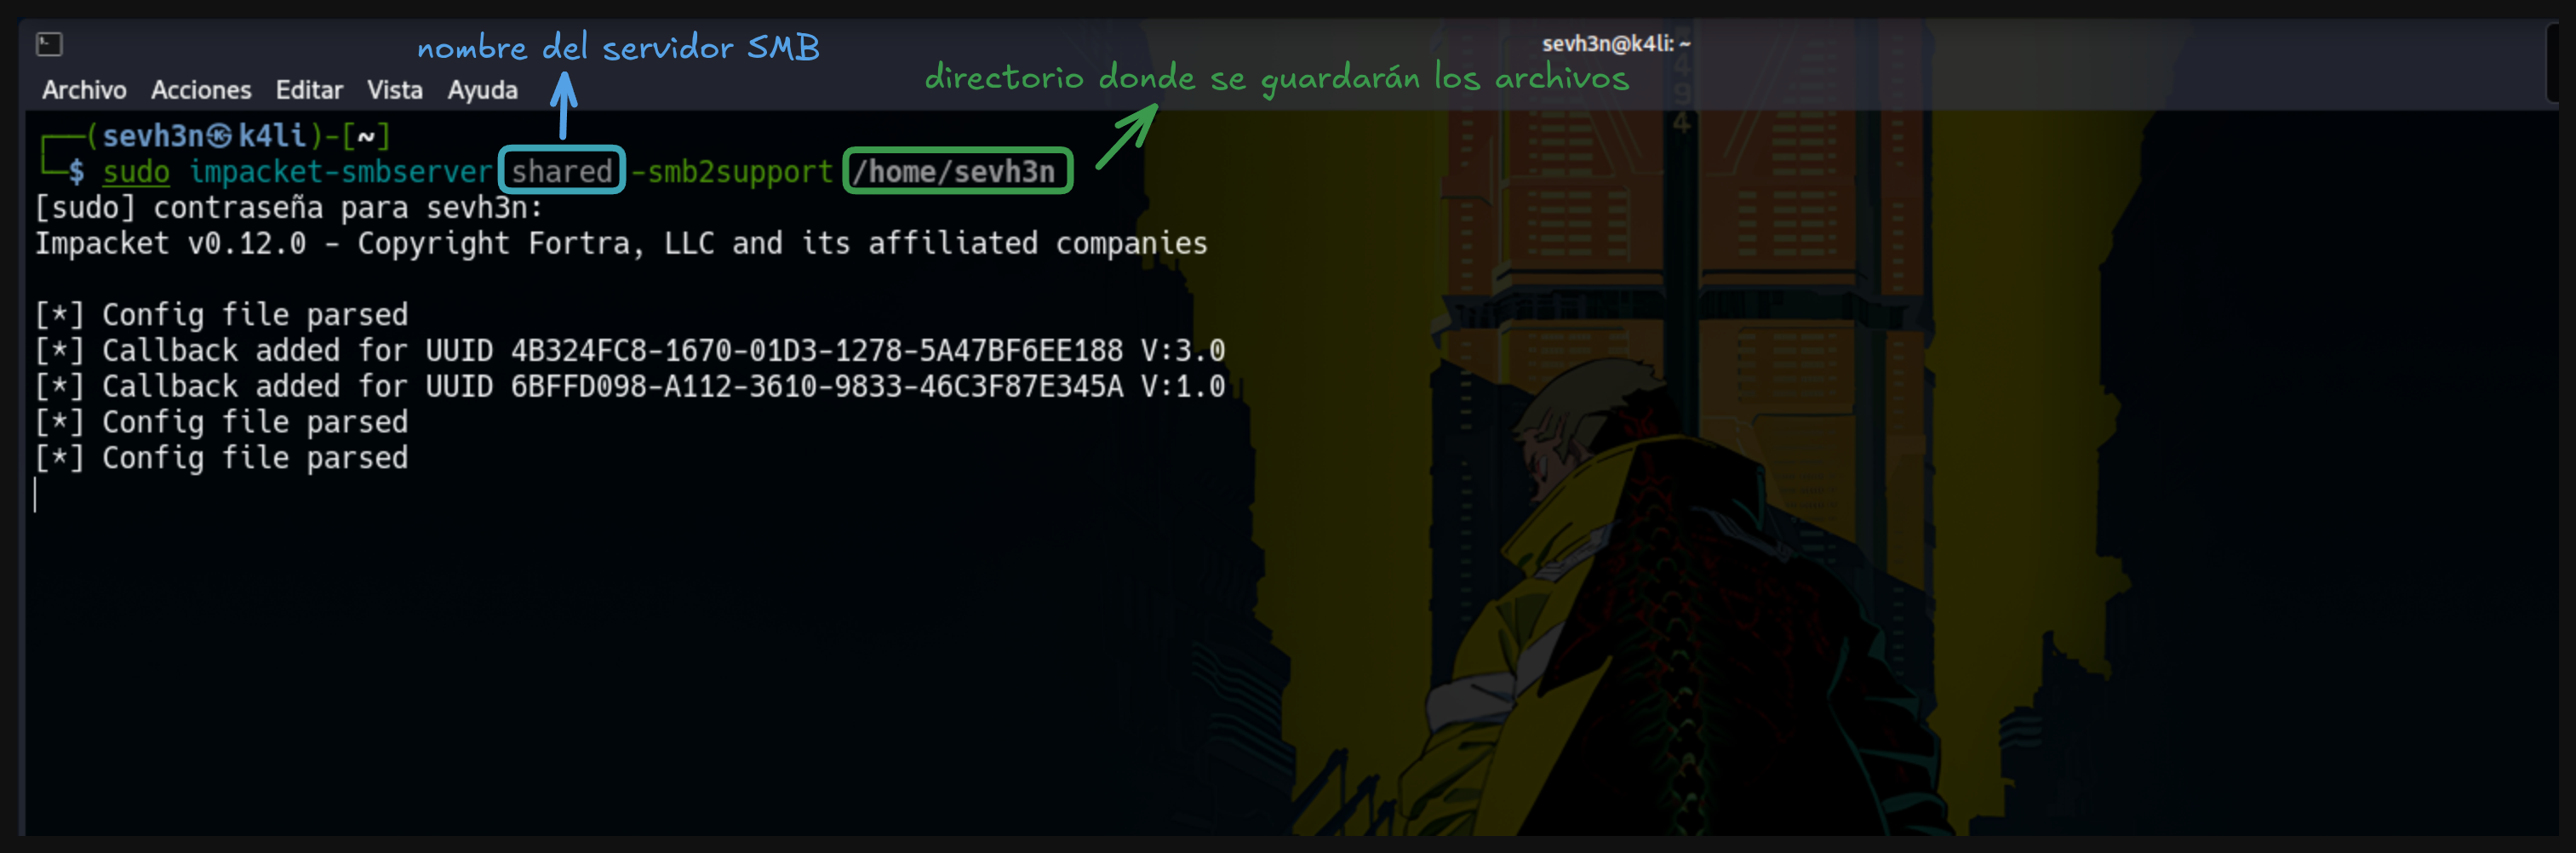 nombre del servidor SMB
sevh3n@k4li: ~
directorio donde se guardarán los archivos
Archivo Acciones Editar Vista Ayuda
494
┌──(sevh3n㉿k4li)-[~]
└─$ sudo impacket-smbserver shared -smb2support /home/sevh3n
[sudo] contraseña para sevh3n:
Impacket v0.12.0 - Copyright Fortra, LLC and its affiliated companies
[*] Config file parsed
[*] Callback added for UUID 4B324FC8-1670-01D3-1278-5A47BF6EE188 V:3.0
[*] Callback added for UUID 6BFFD098-A112-3610-9833-46C3F87E345A V:1.0
[*] Config file parsed
[*] Config file parsed